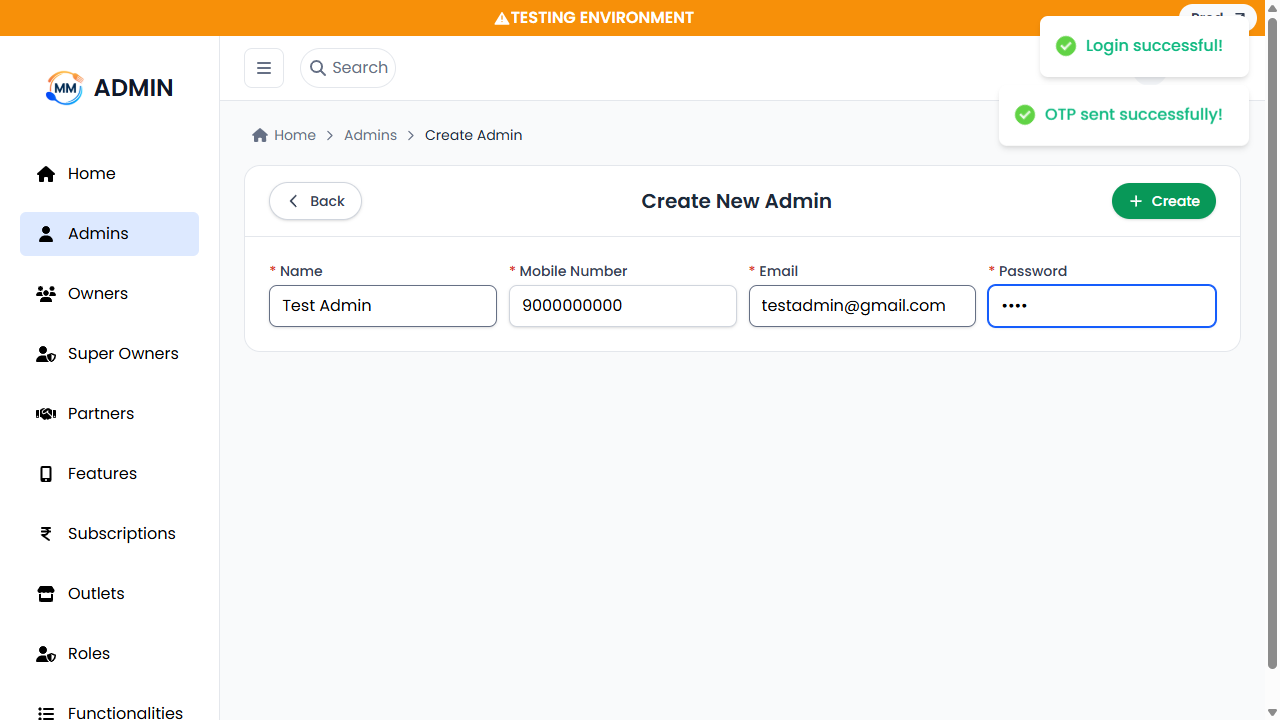 TESTING ENVIRONMENT
Login successful!
OTP sent successfully!
MM ADMIN
Search
Home
Admins
Owners
Super Owners
Partners
Features
Subscriptions
Outlets
Roles
Functionalities
Home > Admins > Create Admin
Back
Create New Admin
+ Create
* Name
Test Admin
* Mobile Number
9000000000
* Email
testadmin@gmail.com
* Password
••••